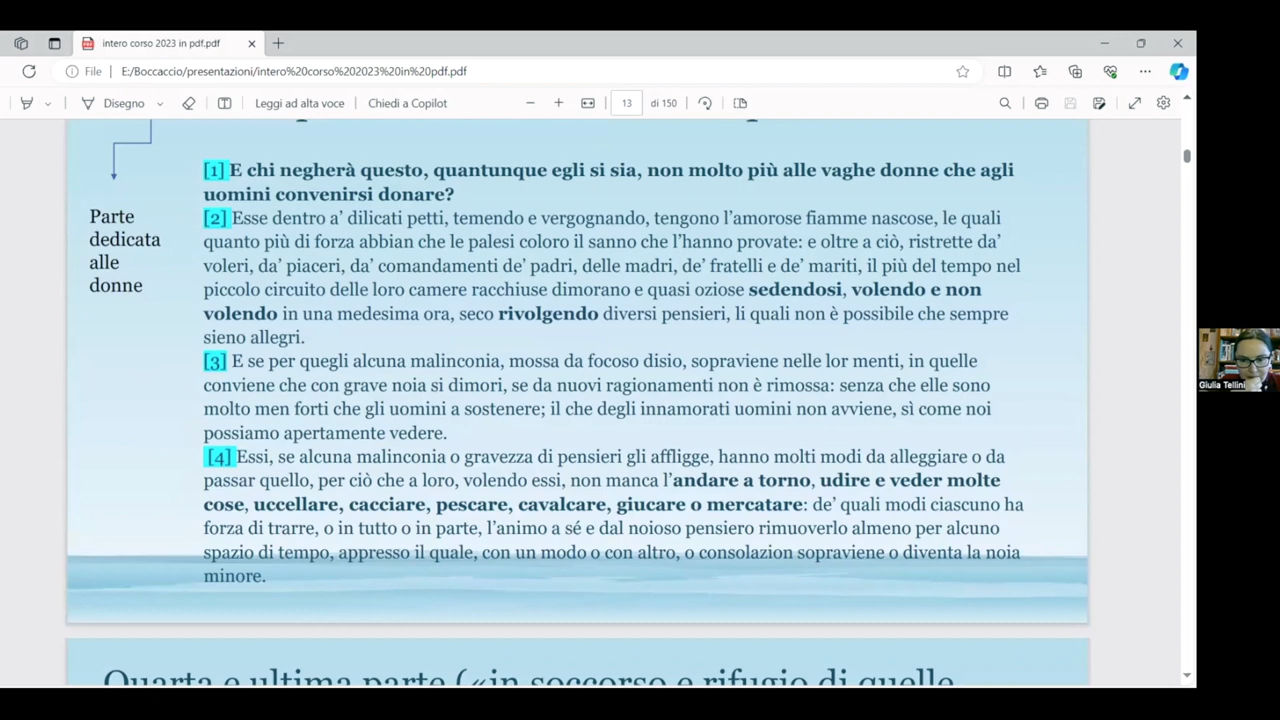 intero corso 2023 in pdf.pdf
File E:/Boccaccio/presentazioni/intero%20corso%202023%20in%20pdf.pdf
Disegno Leggi ad alta voce Chiedi a Copilot 13 di 150
[1] E chi negherà questo, quantunque egli si sia, non molto più alle vaghe donne che agli
uomini convenirsi donare?
Parte
dedicata
alle
donne
[2] Esse dentro a’ dilicati petti, temendo e vergognando, tengono l’amorose fiamme nascose, le quali
quanto più di forza abbian che le palesi coloro il sanno che l’hanno provate: e oltre a ciò, ristrette da’
voleri, da’ piaceri, da’ comandamenti de’ padri, delle madri, de’ fratelli e de’ mariti, il più del tempo nel
piccolo circuito delle loro camere racchiuse dimorano e quasi oziose sedendosi, volendo e non
volendo in una medesima ora, seco rivolgendo diversi pensieri, li quali non è possibile che sempre
sieno allegri.
[3] E se per quegli alcuna malinconia, mossa da focoso disio, sopraviene nelle lor menti, in quelle
conviene che con grave noia si dimori, se da nuovi ragionamenti non è rimossa: senza che elle sono
molto men forti che gli uomini a sostenere; il che degli innamorati uomini non avviene, sì come noi
possiamo apertamente vedere.
[4] Essi, se alcuna malinconia o gravezza di pensieri gli affligge, hanno molti modi da alleggiare o da
passar quello, per ciò che a loro, volendo essi, non manca l’andare a torno, udire e veder molte
cose, uccellare, cacciare, pescare, cavalcare, giucare o mercatare: de’ quali modi ciascuno ha
forza di trarre, o in tutto o in parte, l’animo a sé e dal noioso pensiero rimuoverlo almeno per alcuno
spazio di tempo, appresso il quale, con un modo o con altro, o consolazion sopraviene o diventa la noia
minore.
Quarta e ultima parte («in soccorso e rifugio di quelle
Giulia Tellini